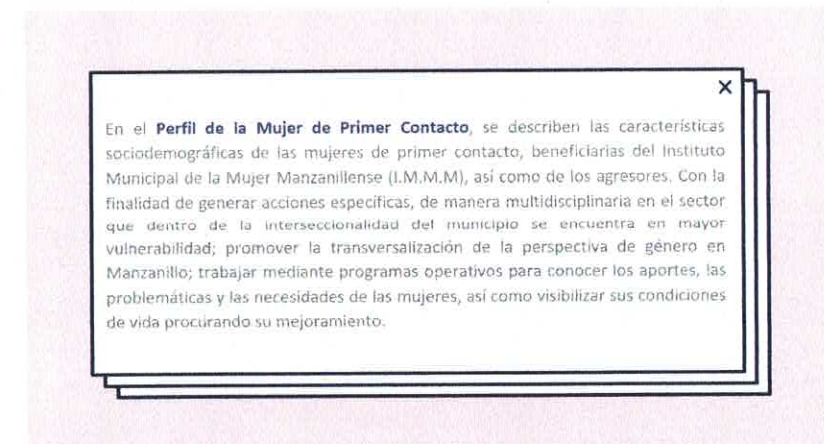 En el Perfil de la Mujer de Primer Contacto, se describen las características
sociodemográficas de las mujeres de primer contacto, beneficiarias del Instituto
Municipal de la Mujer Manzanillense (I.M.M.M), así como de los agresores. Con la
finalidad de generar acciones específicas, de manera multidisciplinaria en el sector
que dentro de la interseccionalidad del municipio se encuentra en mayor
vulnerabilidad; promover la transversalización de la perspectiva de género en
Manzanillo; trabajar mediante programas operativos para conocer los aportes, las
problemáticas y las necesidades de las mujeres, así como visibilizar sus condiciones
de vida procurando su mejoramiento.